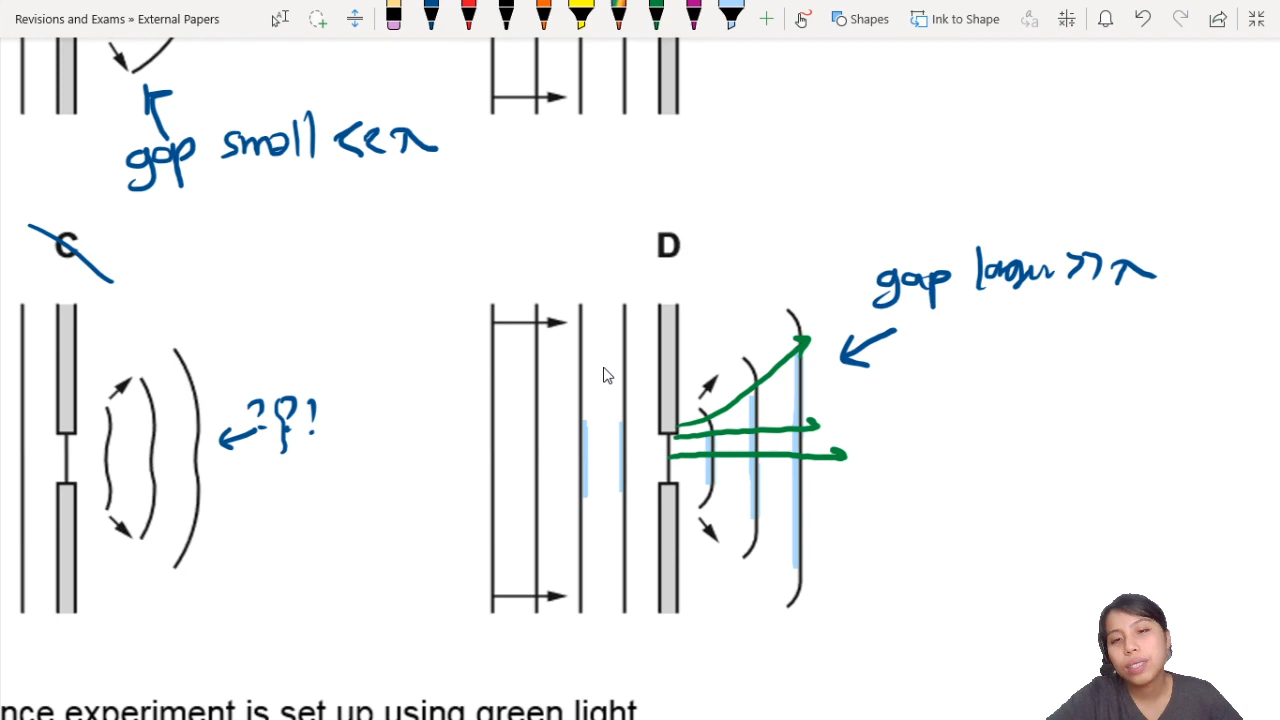 Revisions and Exams » External Papers
Shapes
Ink to Shape
gap small << λ
C
D
gap larger >> λ
???
nce experiment is set up using green light